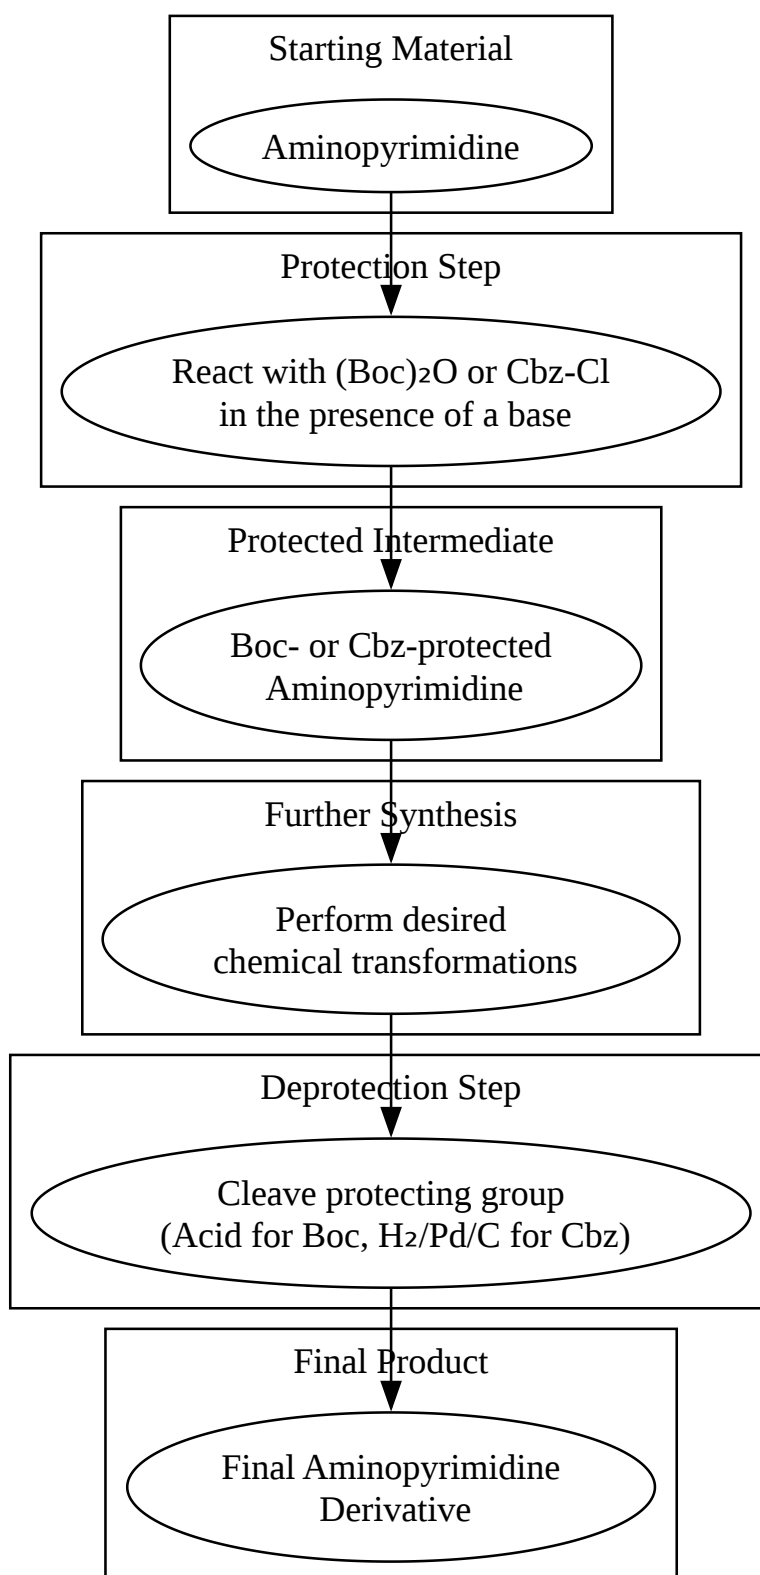 Starting Material
Aminopyrimidine
Protection Step
React with (Boc)₂O or Cbz-Cl
in the presence of a base
Protected Intermediate
Boc- or Cbz-protected
Aminopyrimidine
Further Synthesis
Perform desired
chemical transformations
Deprotection Step
Cleave protecting group
(Acid for Boc, H₂/Pd/C for Cbz)
Final Product
Final Aminopyrimidine
Derivative